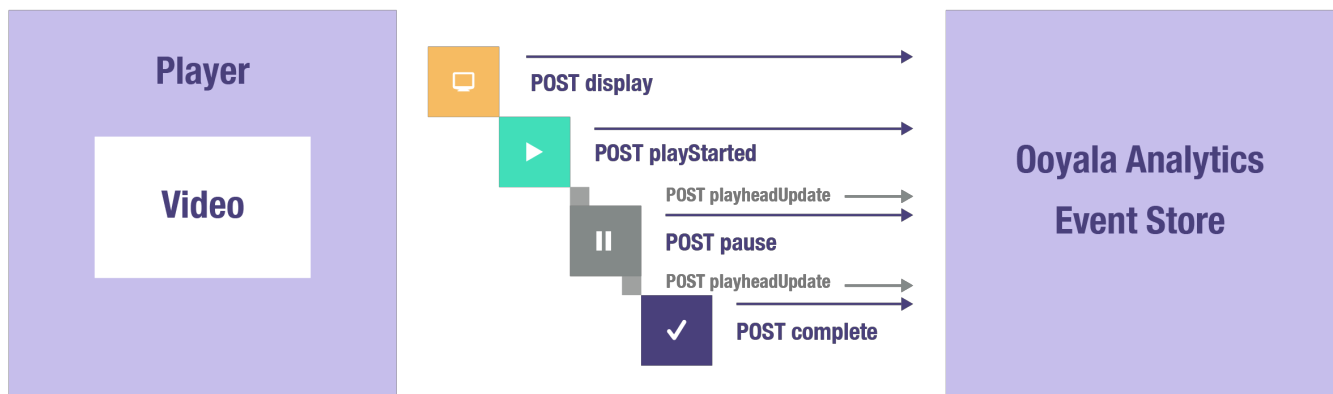 Player
Video
POST display
POST playStarted
POST playheadUpdate
POST pause
POST playheadUpdate
POST complete
Ooyala Analytics
Event Store